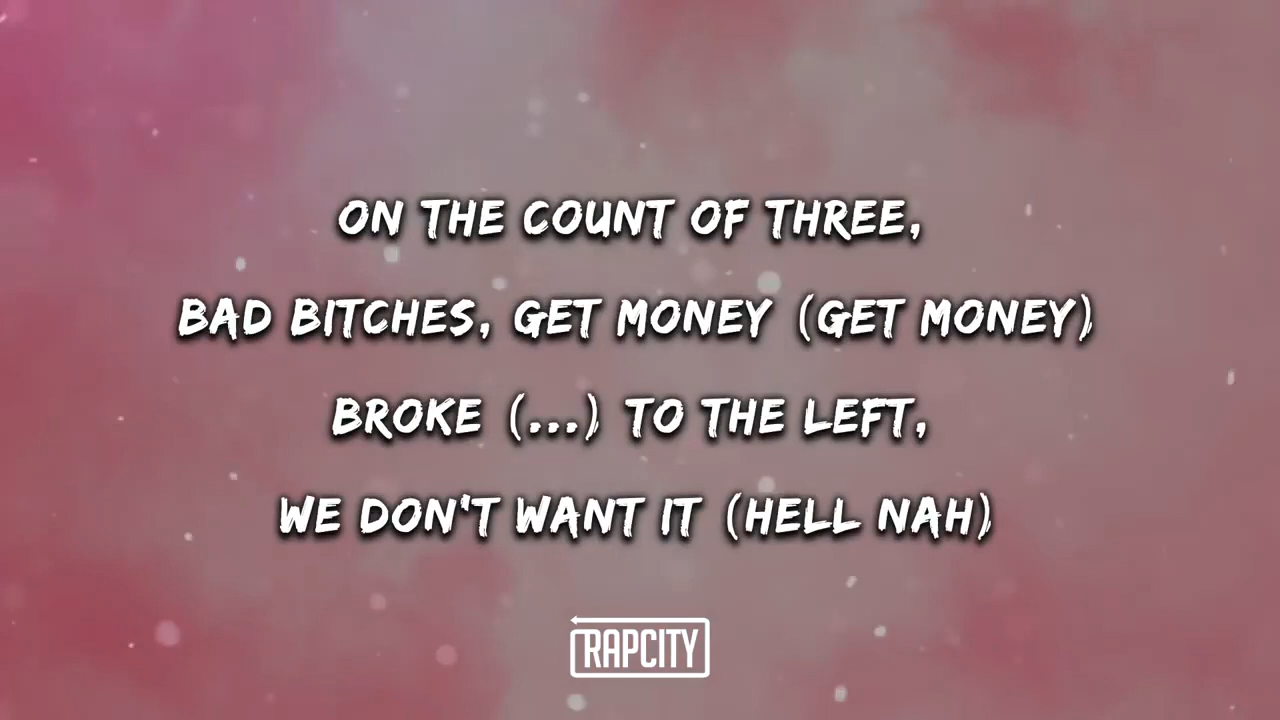 ON THE COUNT OF THREE,
BAD BITCHES, GET MONEY (GET MONEY)
BROKE (...) TO THE LEFT,
WE DON'T WANT IT (HELL NAH)
RAPCITY